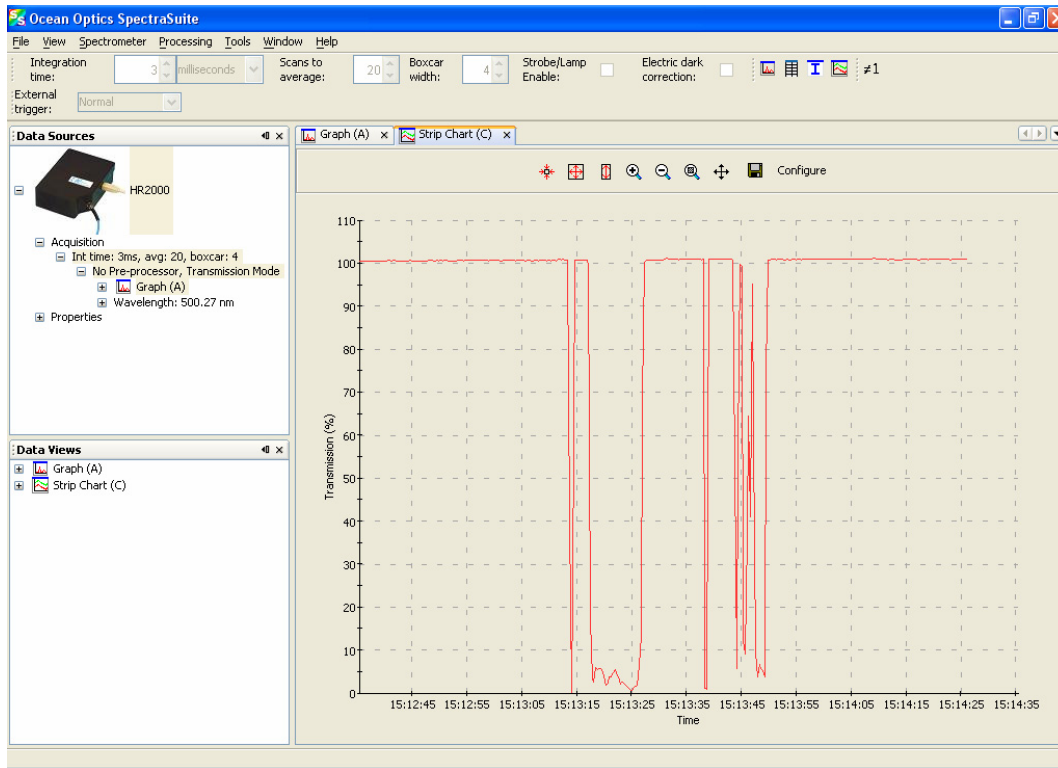 Ocean Optics SpectraSuite
File View Spectrometer Processing Tools Window Help
Integration time: 3 milliseconds Scans to average: 20 Boxcar width: 4 Strobe/Lamp Enable: Electric dark correction: ≠1
External trigger: Normal
Data Sources
HR2000
Acquisition
Int time: 3ms, avg: 20, boxcar: 4
No Pre-processor, Transmission Mode
Graph (A)
Wavelength: 500.27 nm
Properties
Data Views
Graph (A)
Strip Chart (C)
Graph (A) Strip Chart (C)
Configure
110
100
90
80
70
60
50
40
30
20
10
0
Transmission (%)
15:12:45 15:12:55 15:13:05 15:13:15 15:13:25 15:13:35 15:13:45 15:13:55 15:14:05 15:14:15 15:14:25 15:14:35
Time